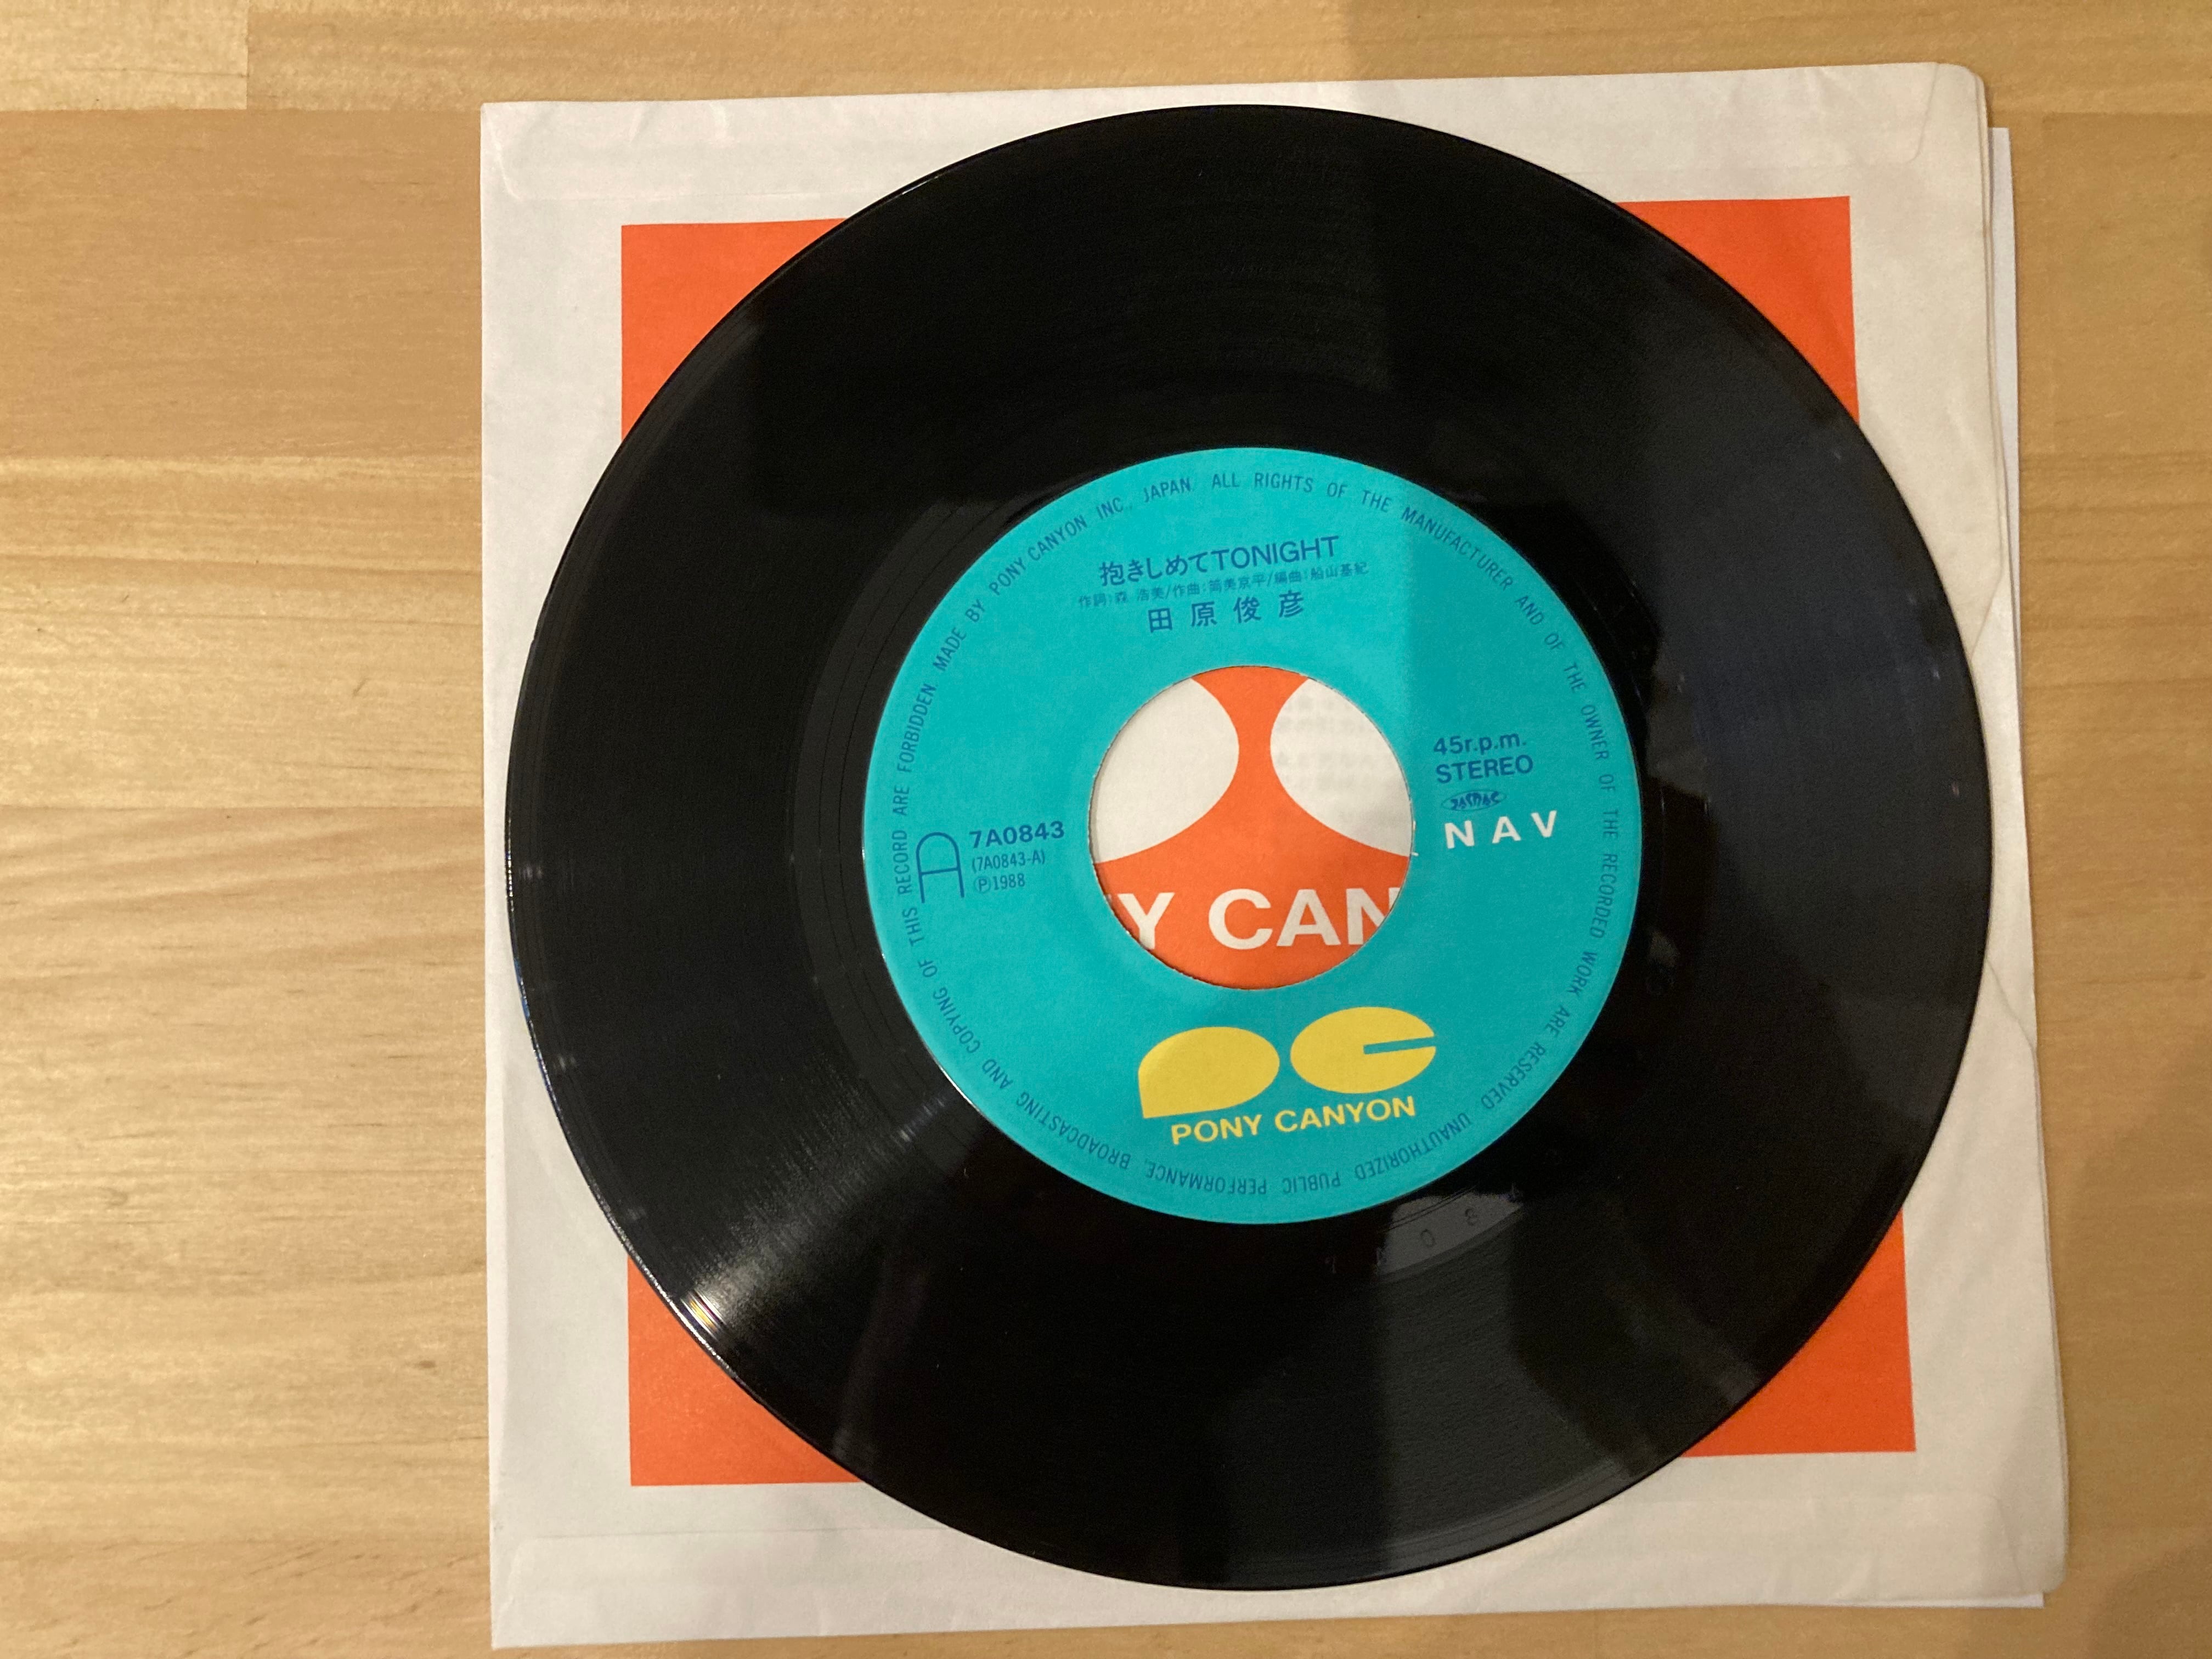 抱きしめてTONIGHT
作詞:森 浩美/作曲:筒美京平/編曲:船山基紀
田原俊彦
45r.p.m.
STEREO
JASRAC
N A V
A
7A0843
(7A0843-A)
Ⓟ1988
Y CAN
PC
PONY CANYON
MADE BY PONY CANYON INC., JAPAN. ALL RIGHTS OF THE MANUFACTURER AND OF THE OWNER OF THE RECORDED WORK ARE RESERVED UNAUTHORIZED PUBLIC PERFORMANCE, BROADCASTING AND COPYING OF THIS RECORD ARE FORBIDDEN